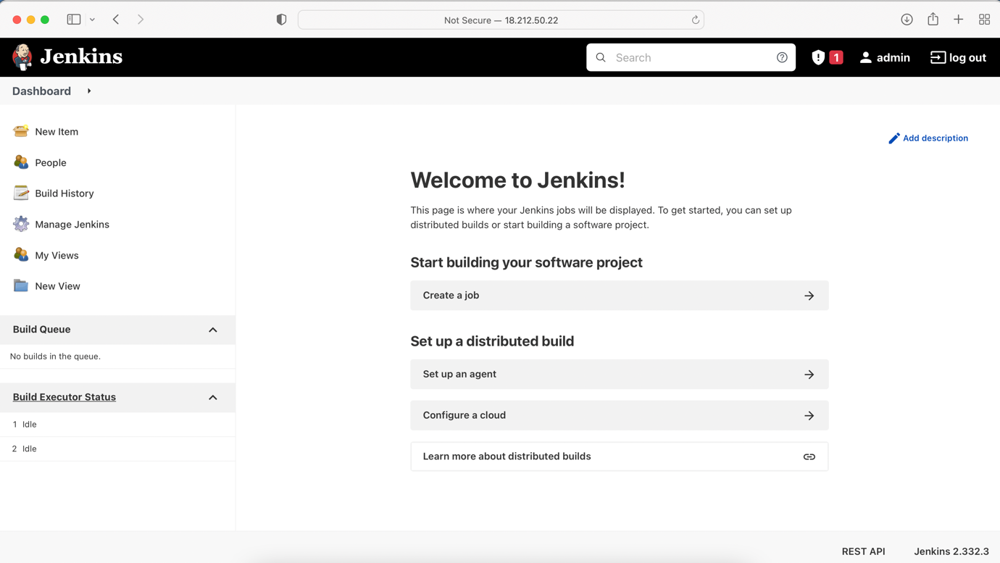 Not Secure — 18.212.50.22
Jenkins
Search
1
admin
log out
Dashboard
New Item
People
Build History
Manage Jenkins
My Views
New View
Build Queue
No builds in the queue.
Build Executor Status
1 Idle
2 Idle
Add description
Welcome to Jenkins!
This page is where your Jenkins jobs will be displayed. To get started, you can set up
distributed builds or start building a software project.
Start building your software project
Create a job
Set up a distributed build
Set up an agent
Configure a cloud
Learn more about distributed builds
REST API
Jenkins 2.332.3